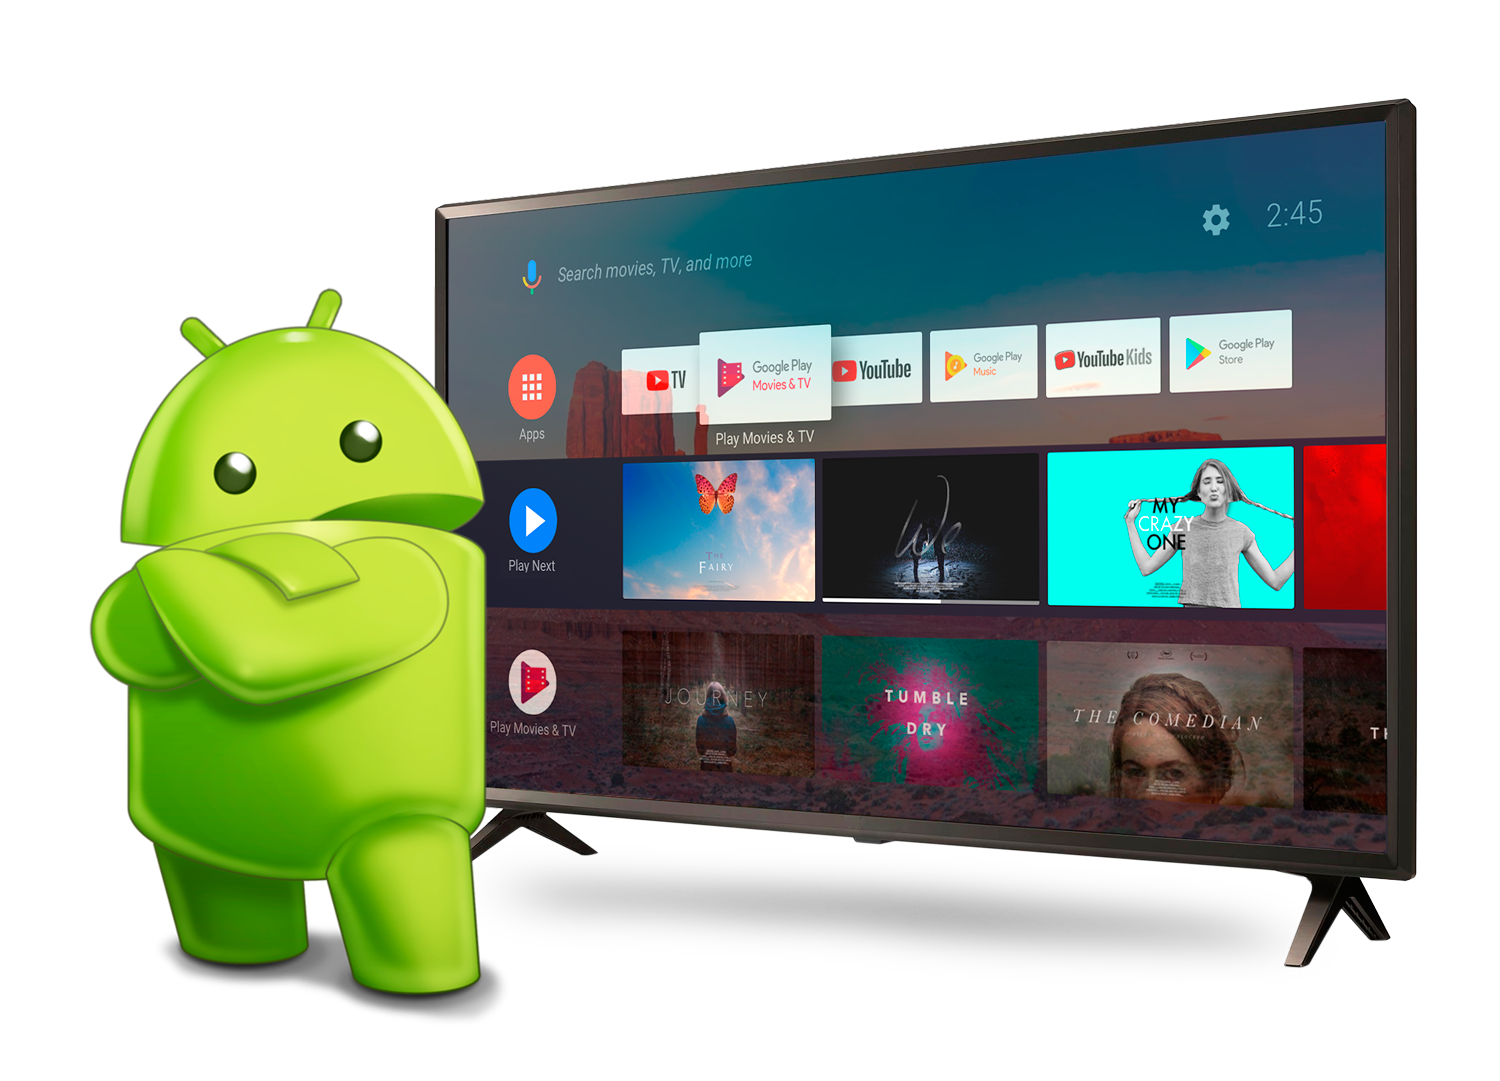 2:45
Search movies, TV, and more
TV
Google Play
Movies & TV
YouTube
Google Play
Music
YouTube Kids
Google Play
Store
Apps
Play Movies & TV
THE
FAIRY
We
MY
CRAZY
ONE
Play Next
JOURNEY
TUMBLE
DRY
THE COMEDIAN
Play Movies & TV